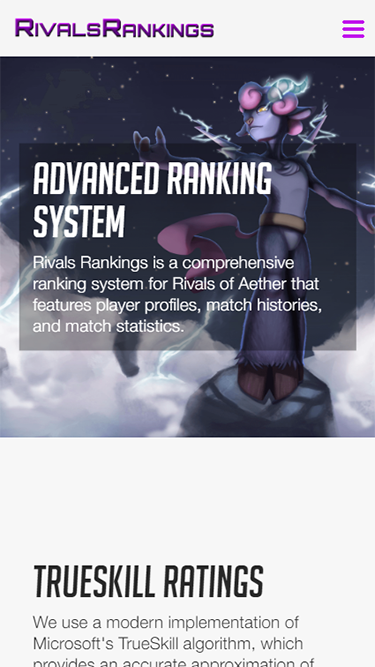 RIVALSRANKINGS
ADVANCED RANKING
SYSTEM
Rivals Rankings is a comprehensive
ranking system for Rivals of Aether that
features player profiles, match histories,
and match statistics.
TRUESKILL RATINGS
We use a modern implementation of
Microsoft's TrueSkill algorithm, which
provides an accurate approximation of